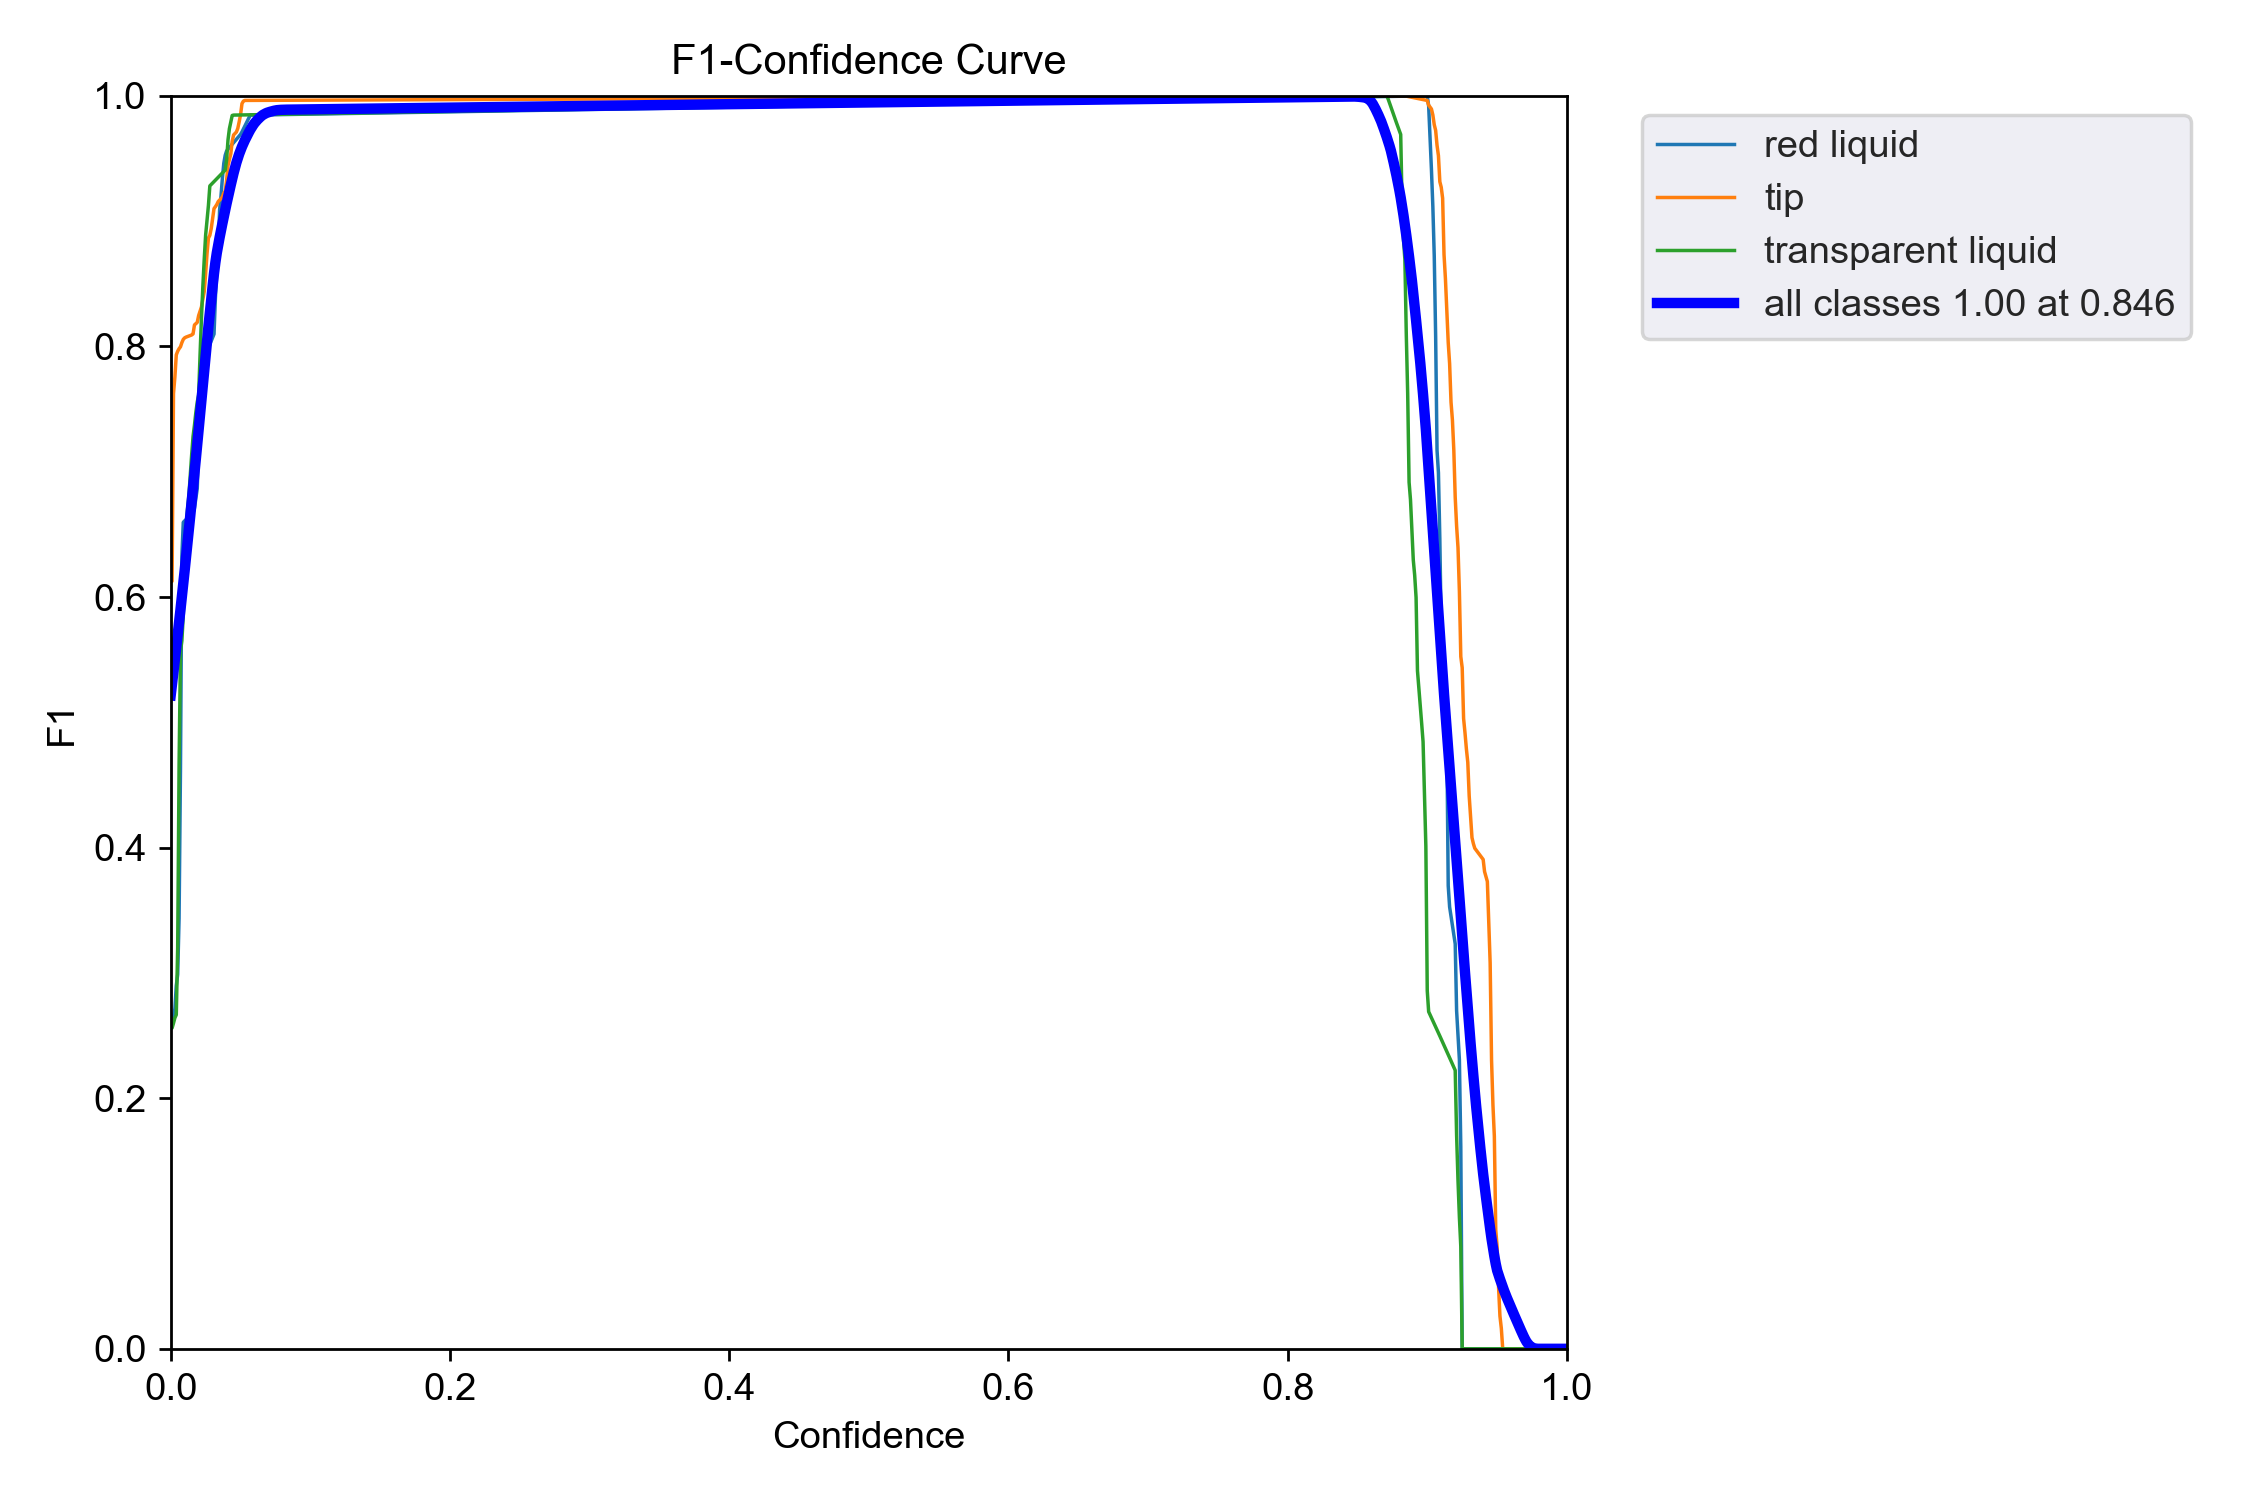 F1-Confidence Curve
1.0
0.8
0.6
0.4
0.2
0.0
F1
0.0 0.2 0.4 0.6 0.8 1.0
Confidence
red liquid
tip
transparent liquid
all classes 1.00 at 0.846